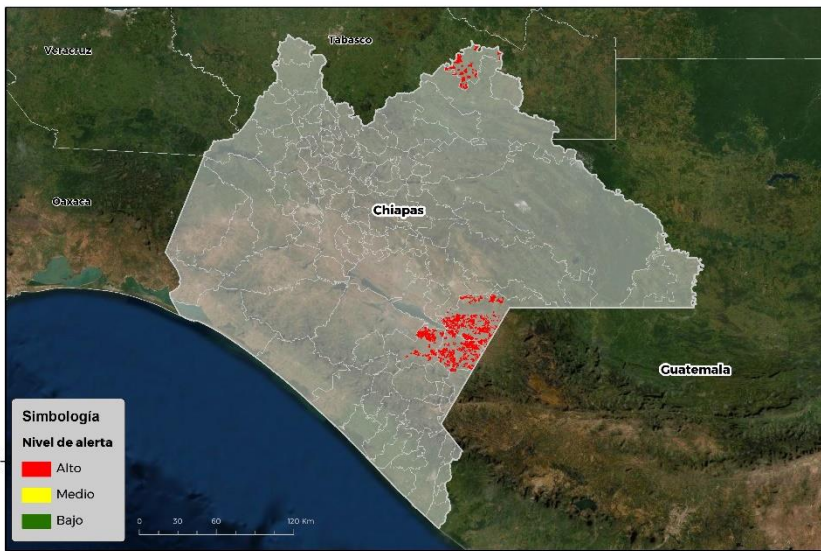 Tabasco
Veracruz
Oaxaca
Chiapas
Guatemala
Simbología
Nivel de alerta
Alto
Medio
Bajo
0 30 60 120 Km